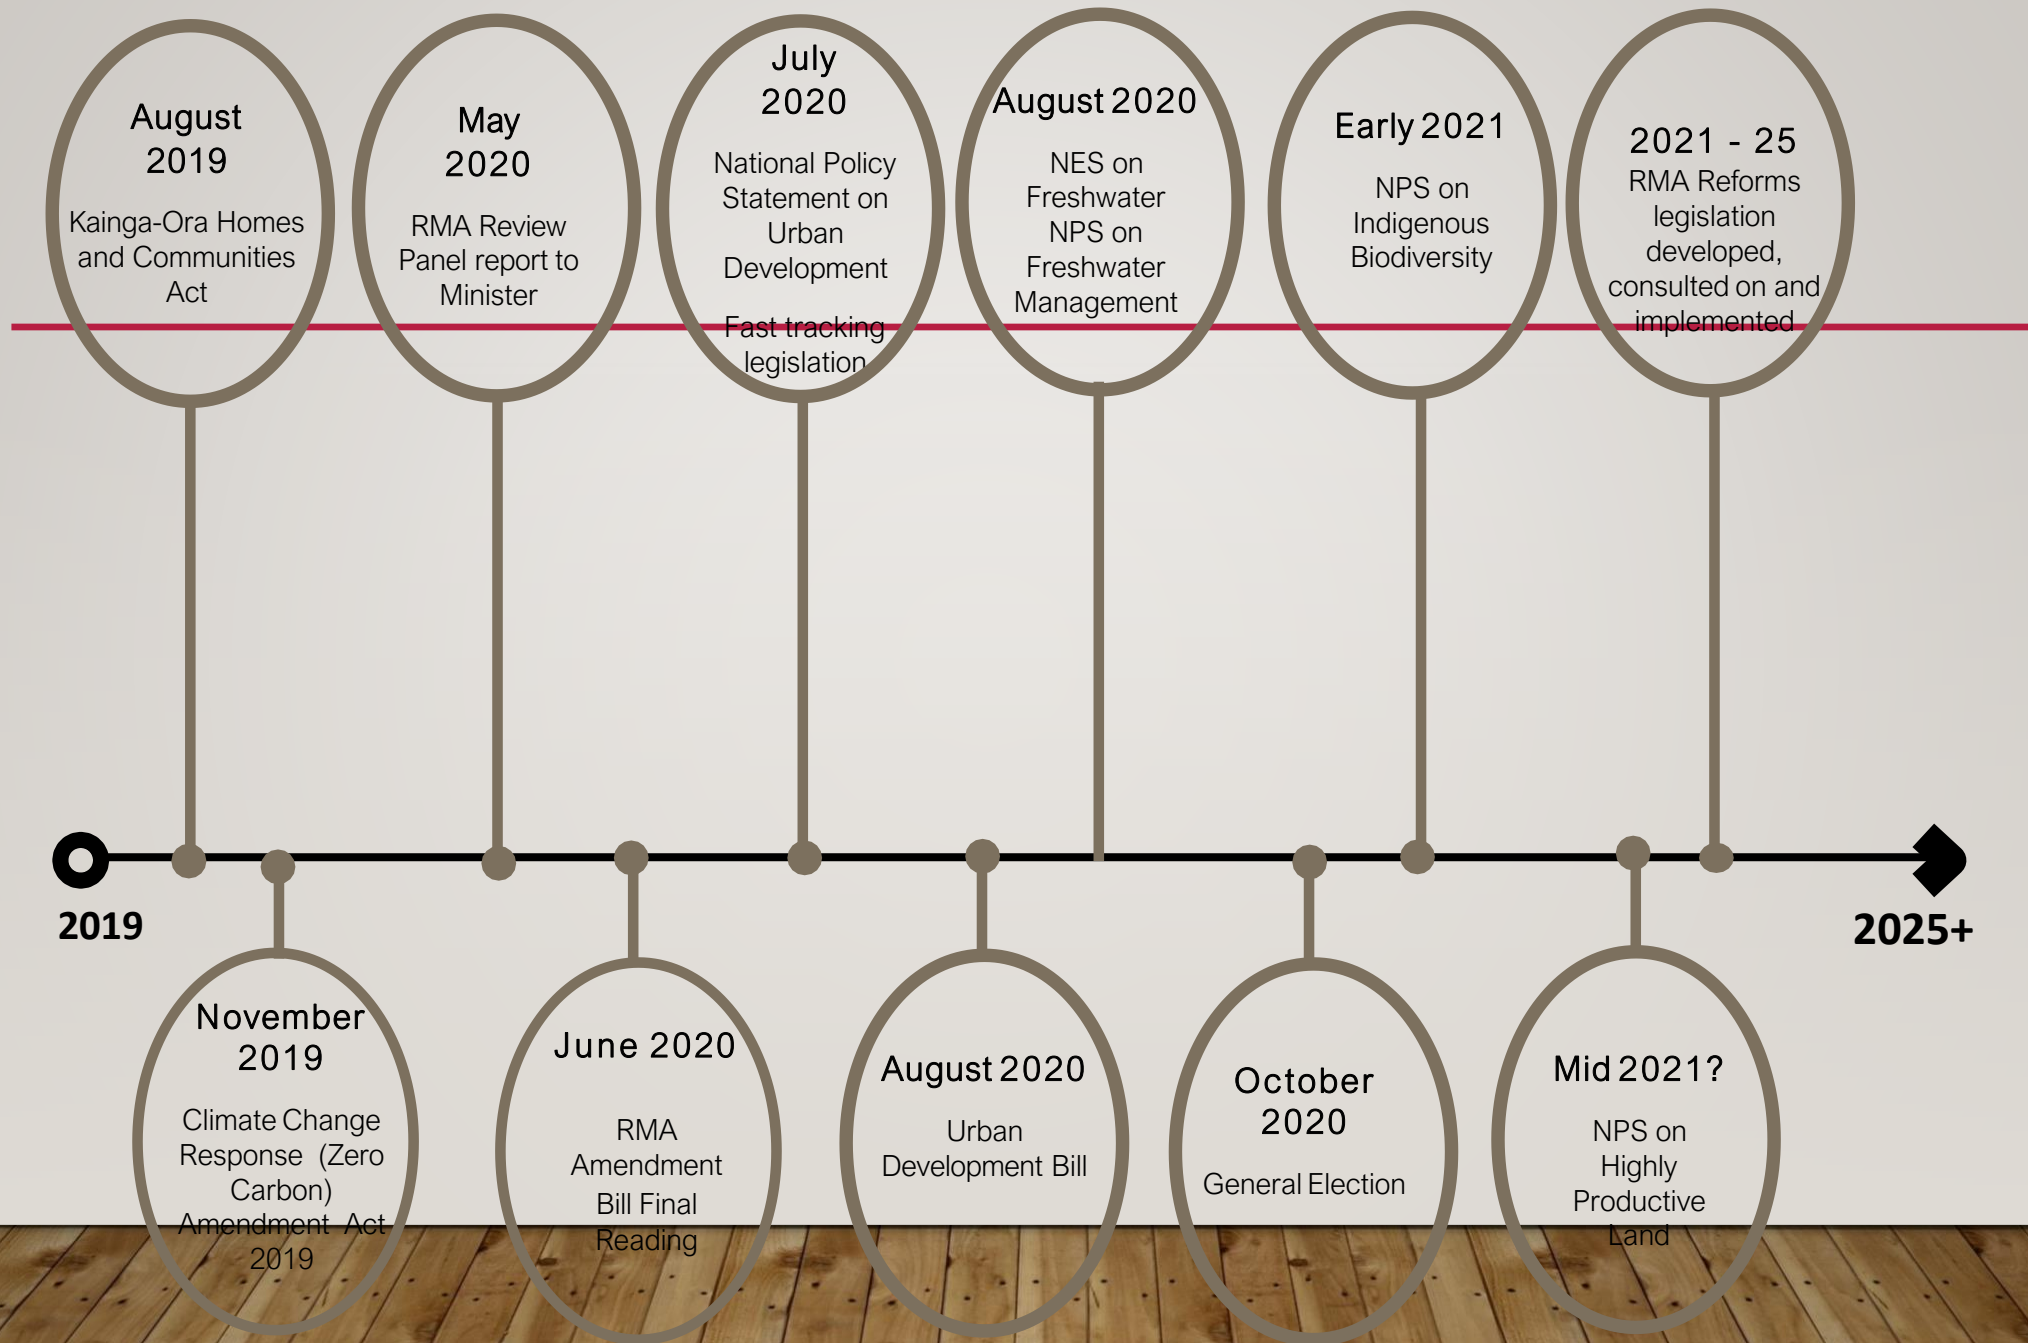 August
2019
Kainga-Ora Homes
and Communities
Act
May
2020
RMA Review
Panel report to
Minister
July
2020
National Policy
Statement on
Urban
Development
Fast tracking
legislation
August 2020
NES on
Freshwater
NPS on
Freshwater
Management
Early 2021
NPS on
Indigenous
Biodiversity
2021 - 25
RMA Reforms
legislation
developed,
consulted on and
implemented
2019
2025+
November
2019
Climate Change
Response (Zero
Carbon)
Amendment Act
2019
June 2020
RMA
Amendment
Bill Final
Reading
August 2020
Urban
Development Bill
October
2020
General Election
Mid 2021?
NPS on
Highly
Productive
Land